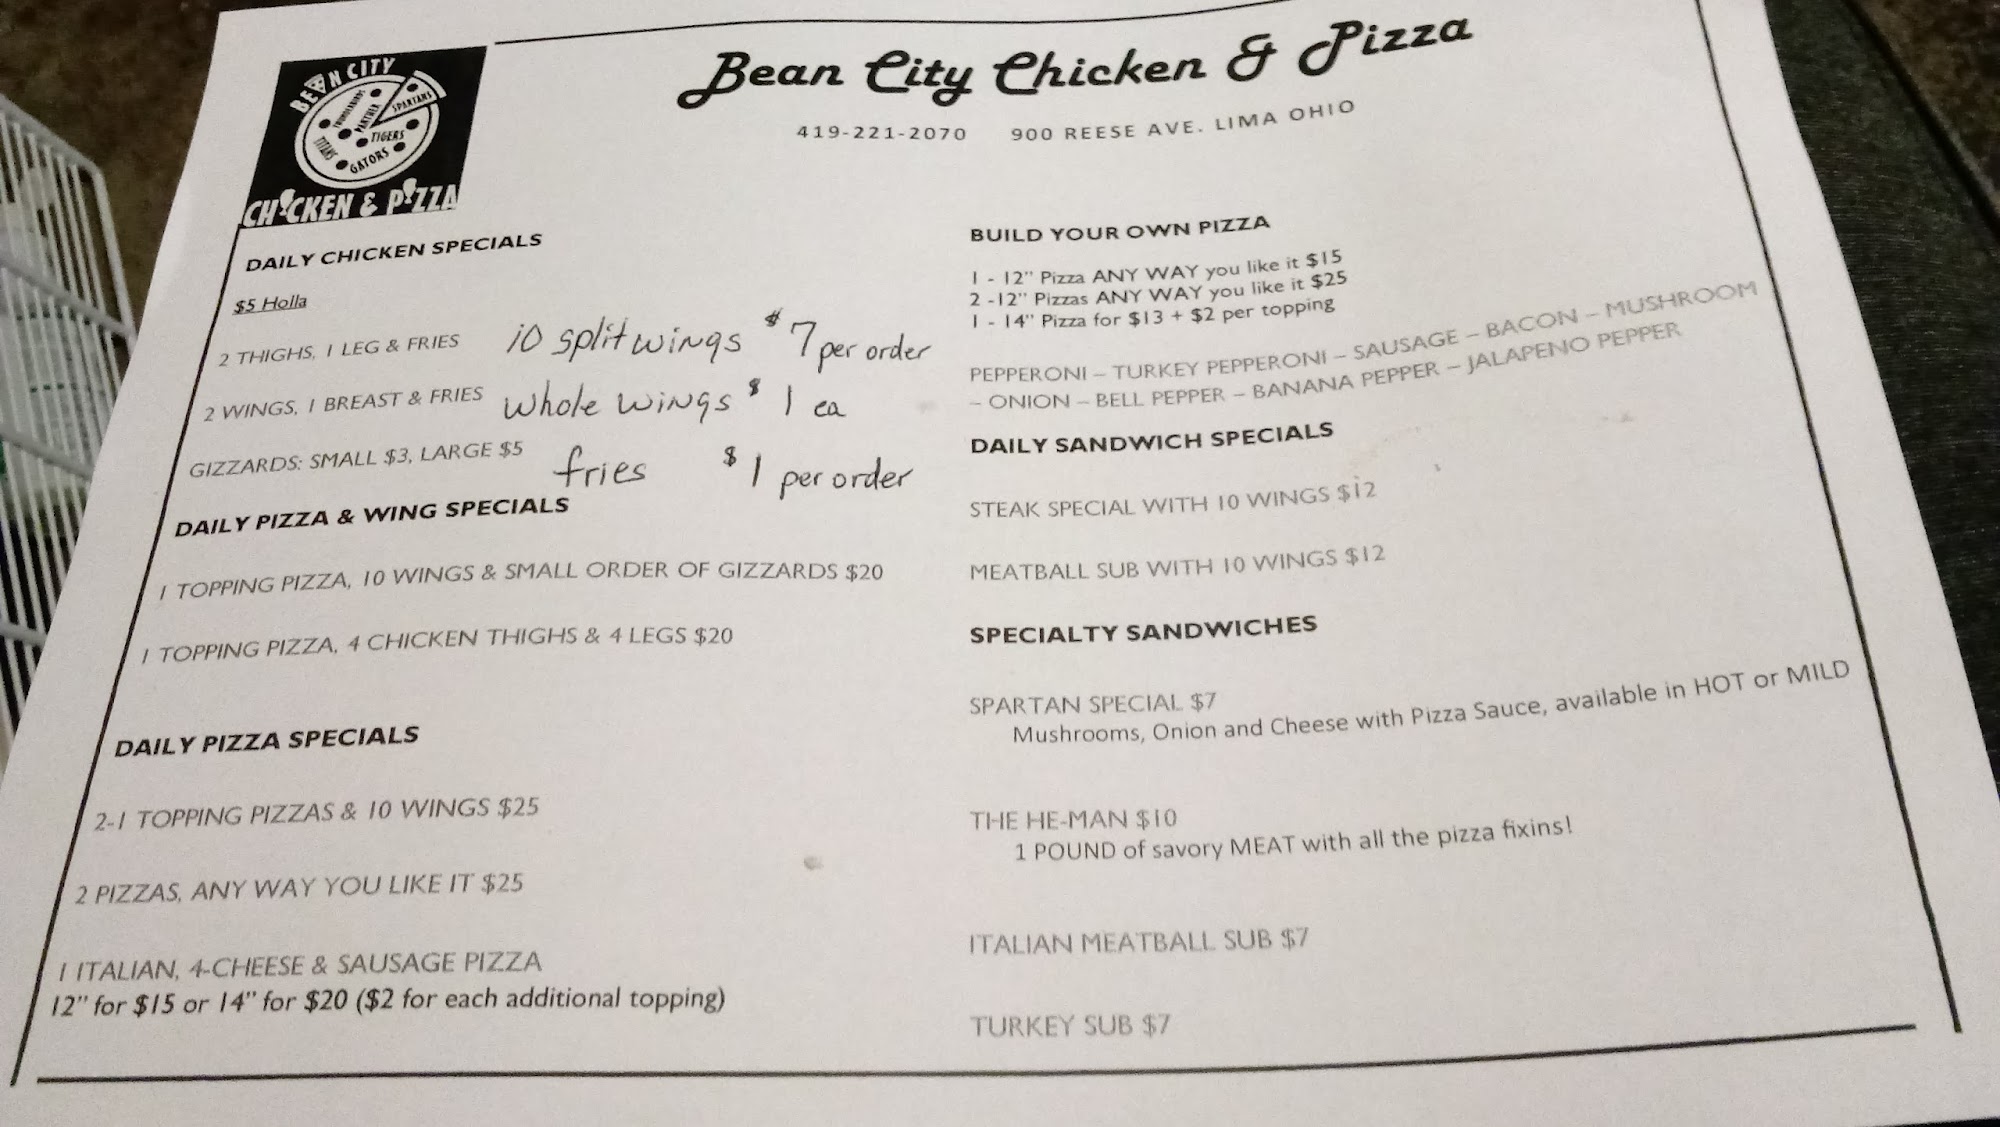 Bean City Chicken & Pizza
419-221-2070 900 REESE AVE. LIMA OHIO
BEAN CITY
THUNDERBIRDS
PANTHER
SPARTANS
TIGERS
TITANS
GATORS
CHICKEN & PIZZA
DAILY CHICKEN SPECIALS
$5 Holla
2 THIGHS, 1 LEG & FRIES
10 split wings $7 per order
2 WINGS, 1 BREAST & FRIES
whole wings $1 ea
GIZZARDS: SMALL $3, LARGE $5
fries $1 per order
DAILY PIZZA & WING SPECIALS
1 TOPPING PIZZA, 10 WINGS & SMALL ORDER OF GIZZARDS $20
1 TOPPING PIZZA, 4 CHICKEN THIGHS & 4 LEGS $20
DAILY PIZZA SPECIALS
2-1 TOPPING PIZZAS & 10 WINGS $25
2 PIZZAS, ANY WAY YOU LIKE IT $25
1 ITALIAN, 4-CHEESE & SAUSAGE PIZZA
12" for $15 or 14" for $20 ($2 for each additional topping)
BUILD YOUR OWN PIZZA
1 - 12" Pizza ANY WAY you like it $15
2 -12" Pizzas ANY WAY you like it $25
1 - 14" Pizza for $13 + $2 per topping
PEPPERONI – TURKEY PEPPERONI – SAUSAGE – BACON – MUSHROOM
– ONION – BELL PEPPER – BANANA PEPPER – JALAPENO PEPPER
DAILY SANDWICH SPECIALS
STEAK SPECIAL WITH 10 WINGS $12
MEATBALL SUB WITH 10 WINGS $12
SPECIALTY SANDWICHES
SPARTAN SPECIAL $7
Mushrooms, Onion and Cheese with Pizza Sauce, available in HOT or MILD
THE HE-MAN $10
1 POUND of savory MEAT with all the pizza fixins!
ITALIAN MEATBALL SUB $7
TURKEY SUB $7